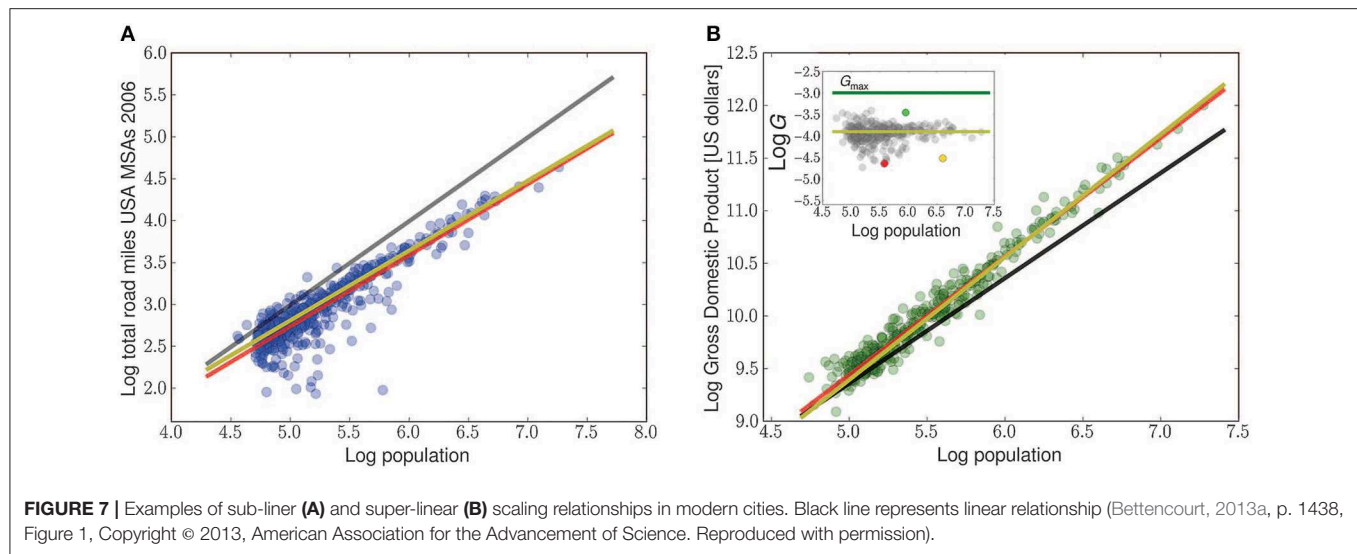 A
Log total road miles USA MSAs 2006
6.0
5.5
5.0
4.5
4.0
3.5
3.0
2.5
2.0
4.0 4.5 5.0 5.5 6.0 6.5 7.0 7.5 8.0
Log population
B
Log Gross Domestic Product [US dollars]
12.5
12.0
11.5
11.0
10.5
10.0
9.5
9.0
4.5 5.0 5.5 6.0 6.5 7.0 7.5
Log population
Log G
−2.5
−3.0
−3.5
−4.0
−4.5
−5.0
−5.5
Gmax
4.5 5.0 5.5 6.0 6.5 7.0 7.5
Log population
FIGURE 7 | Examples of sub-liner (A) and super-linear (B) scaling relationships in modern cities. Black line represents linear relationship (Bettencourt, 2013a, p. 1438,
Figure 1, Copyright © 2013, American Association for the Advancement of Science. Reproduced with permission).